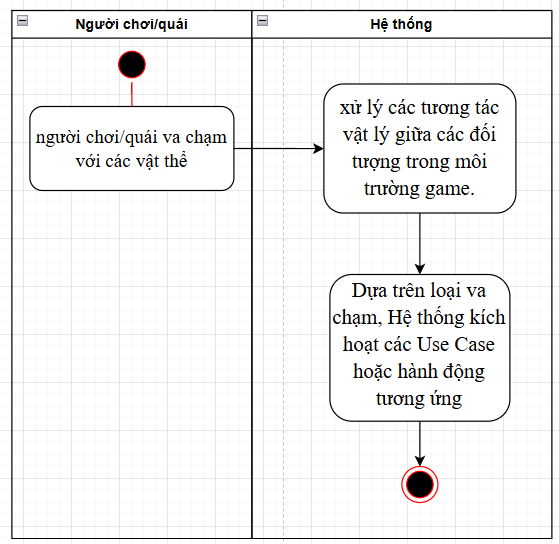 Người chơi/quái
Hệ thống
người chơi/quái va chạm
với các vật thể
xử lý các tương tác
vật lý giữa các đối
tượng trong môi
trường game.
Dựa trên loại va
chạm, Hệ thống kích
hoạt các Use Case
hoặc hành động
tương ứng